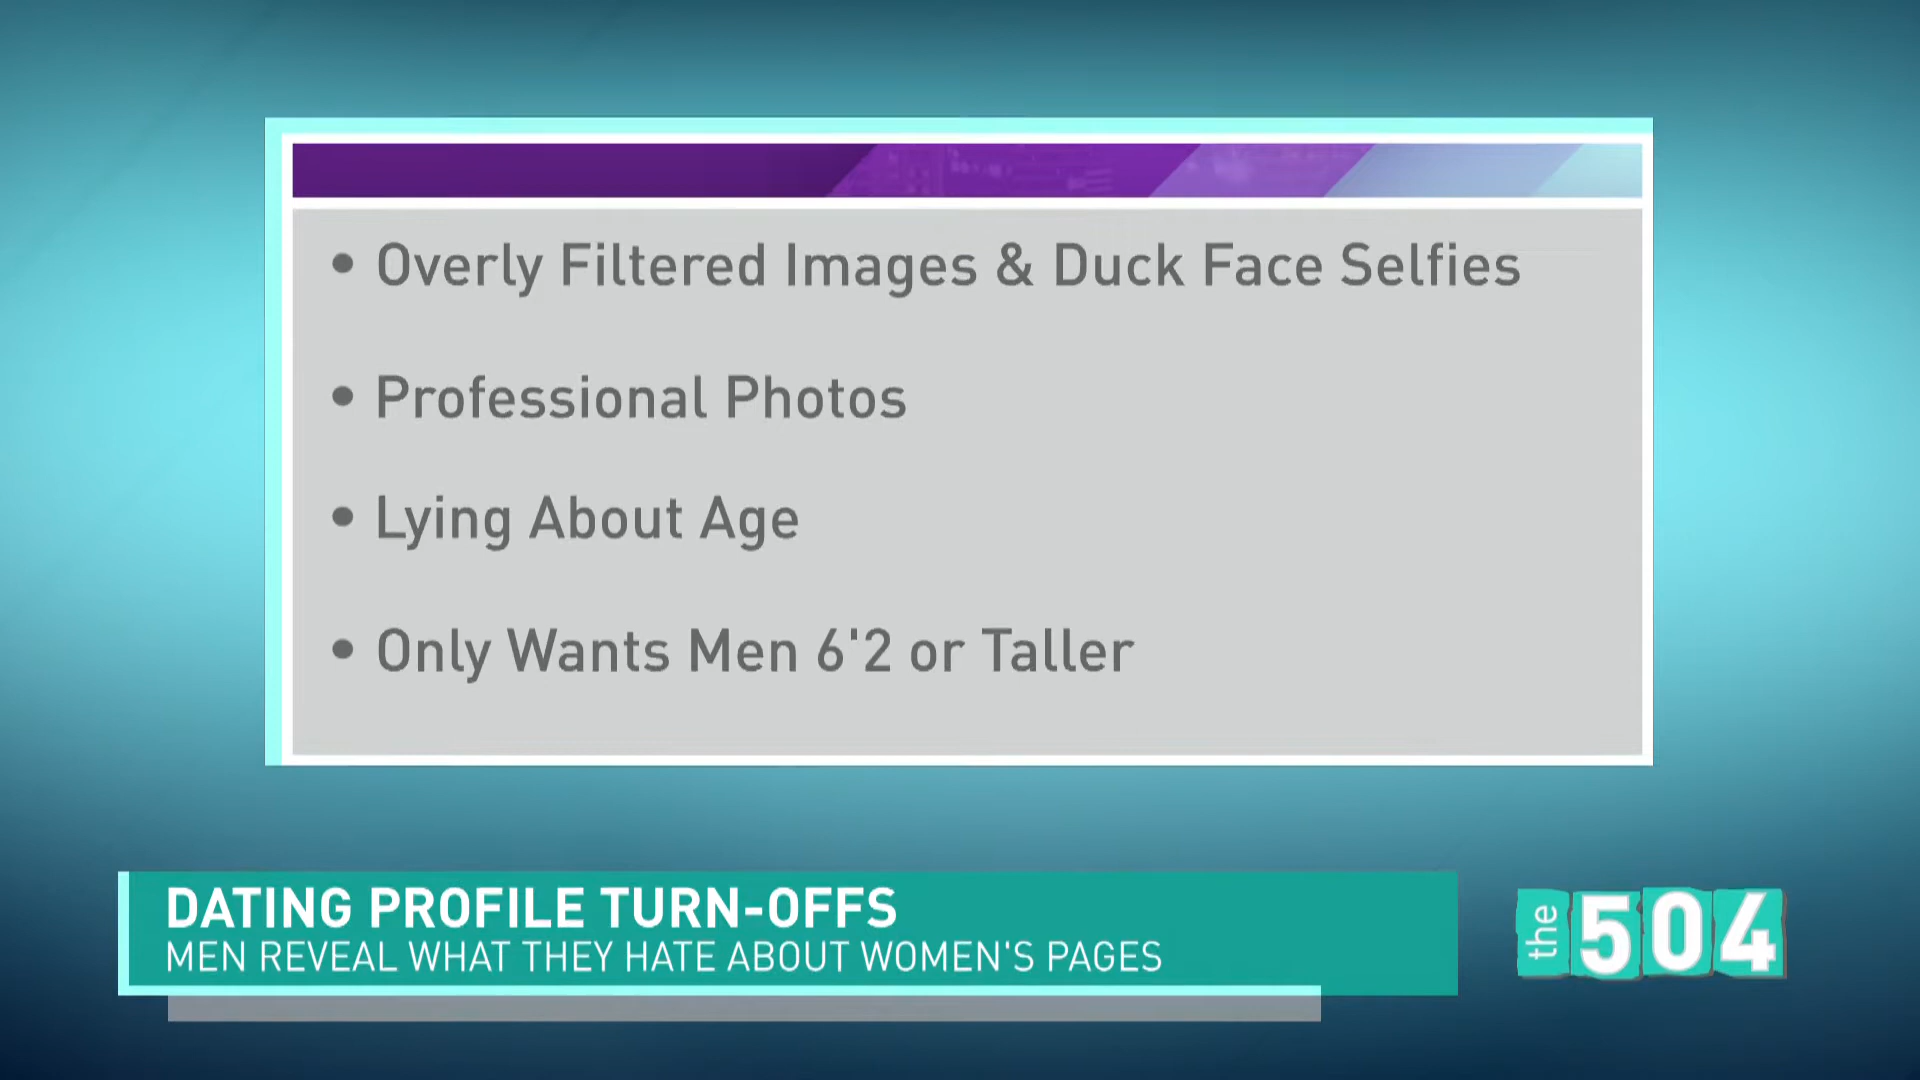 • Overly Filtered Images & Duck Face Selfies
• Professional Photos
• Lying About Age
• Only Wants Men 6'2 or Taller
DATING PROFILE TURN-OFFS
MEN REVEAL WHAT THEY HATE ABOUT WOMEN'S PAGES
the 504